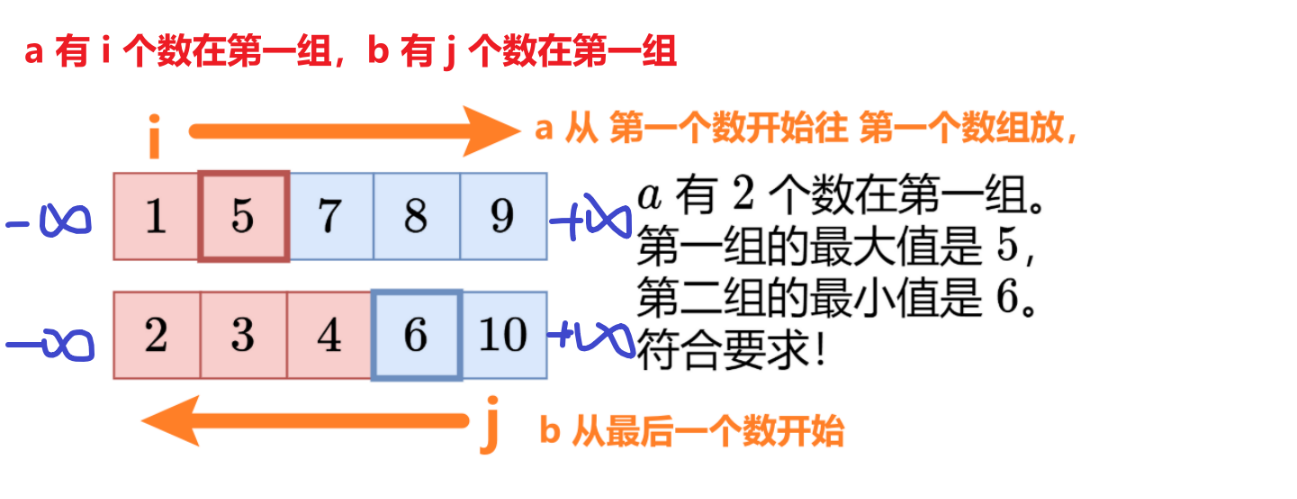 a 有 i 个数在第一组，b 有 j 个数在第一组
i
a 从 第一个数开始往 第一个数组放，
-∞ 1 5 7 8 9 +∞
a 有 2 个数在第一组。
第一组的最大值是 5，
第二组的最小值是 6。
-∞ 2 3 4 6 10 +∞
符合要求！
j
b 从最后一个数开始